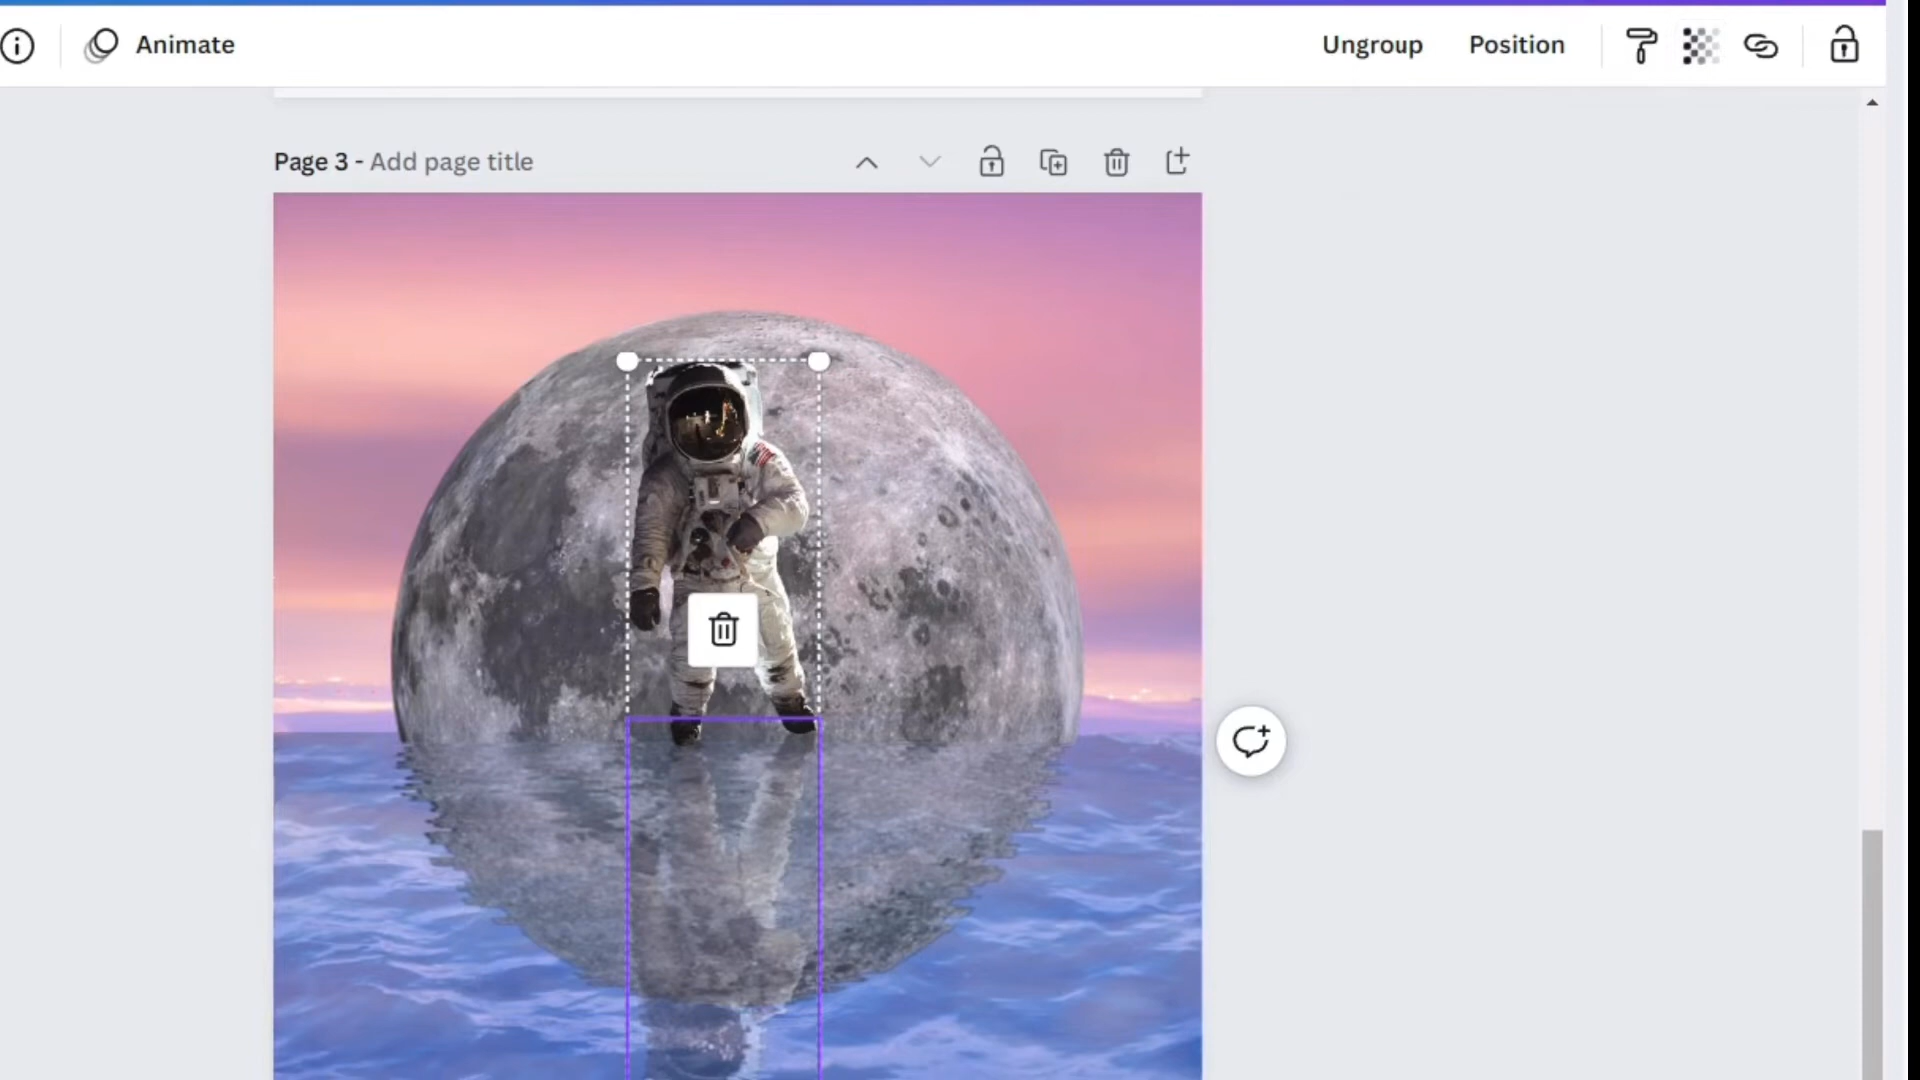 Animate
Ungroup
Position
Page 3 - Add page title